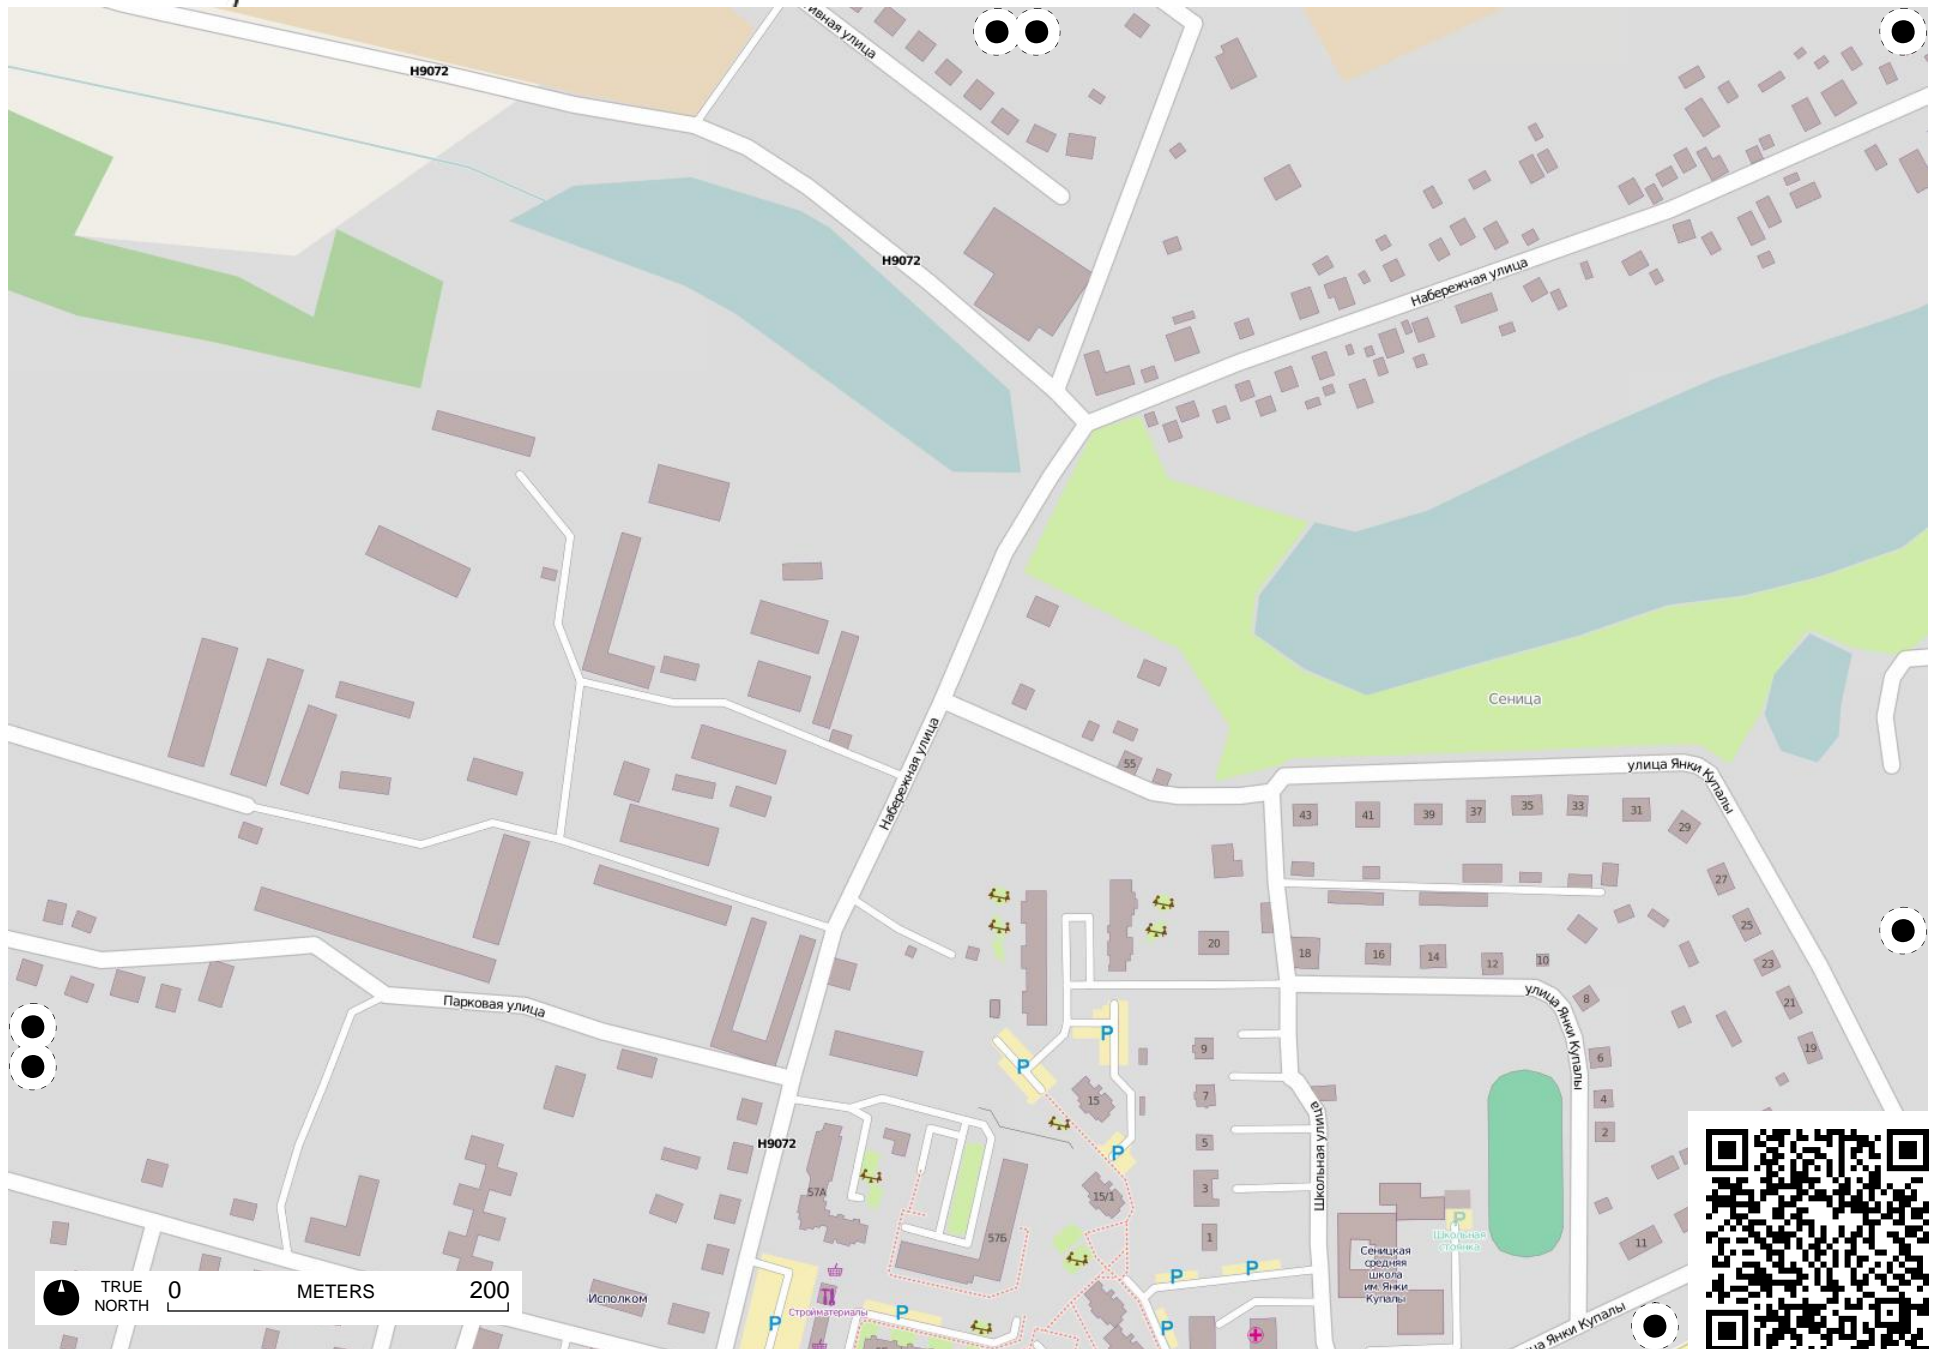 ивная улица
H9072
H9072
Набережная улица
Сеница
улица Янки Купалы
Набережная улица
55
43
41
39
37
35
33
31
29
27
25
23
21
19
20
18
16
14
12
10
8
улица Янки Купалы
6
4
2
Парковая улица
9
7
5
3
1
P
P
15
P
15/1
H9072
57А
57Б
Школьная улица
P
Школьная
стоянка
Сеницкая
средняя
школа
им. Янки
Купалы
11
P
P
P
P
P
Исполком
Стройматериалы
ца Янки Купалы
TRUE
NORTH
0 METERS 200